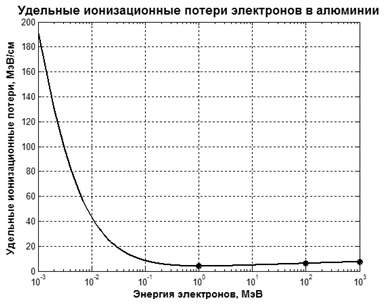 Удельные ионизационные потери электронов в алюминии
Удельные ионизационные потери, МэВ/см
200
180
160
140
120
100
80
60
40
20
0
10⁻³ 10⁻² 10⁻¹ 10⁰ 10¹ 10² 10³
Энергия электронов, МэВ